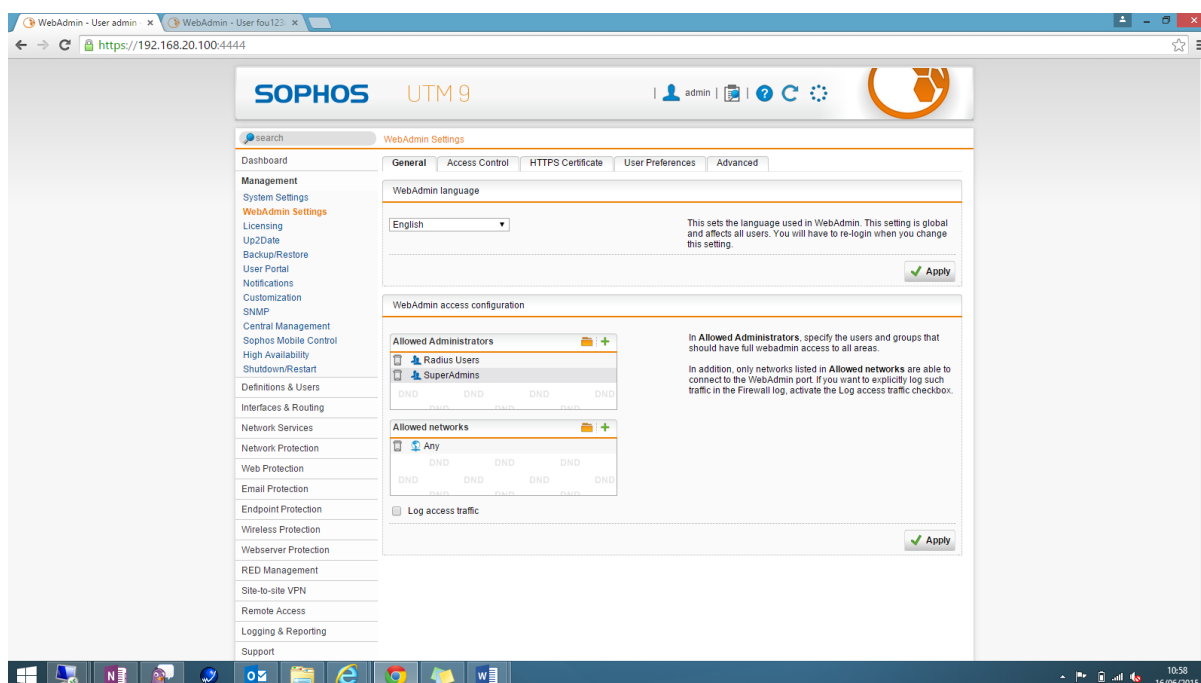 WebAdmin - User admin
WebAdmin - User fou123
https://192.168.20.100:4444
SOPHOS UTM 9
admin
search
WebAdmin Settings
Dashboard
Management
System Settings
WebAdmin Settings
Licensing
Up2Date
Backup/Restore
User Portal
Notifications
Customization
SNMP
Central Management
Sophos Mobile Control
High Availability
Shutdown/Restart
Definitions & Users
Interfaces & Routing
Network Services
Network Protection
Web Protection
Email Protection
Endpoint Protection
Wireless Protection
Webserver Protection
RED Management
Site-to-site VPN
Remote Access
Logging & Reporting
Support
General Access Control HTTPS Certificate User Preferences Advanced
WebAdmin language
English
This sets the language used in WebAdmin. This setting is global
and affects all users. You will have to re-login when you change
this setting.
Apply
WebAdmin access configuration
Allowed Administrators
Radius Users
SuperAdmins
DND DND DND DND
DND DND DND
Allowed networks
Any
DND DND DND
DND DND DND DND
DND DND DND
Log access traffic
In Allowed Administrators, specify the users and groups that
should have full webadmin access to all areas.
In addition, only networks listed in Allowed networks are able to
connect to the WebAdmin port. If you want to explicitly log such
traffic in the Firewall log, activate the Log access traffic checkbox.
Apply
10:58
16/06/2015